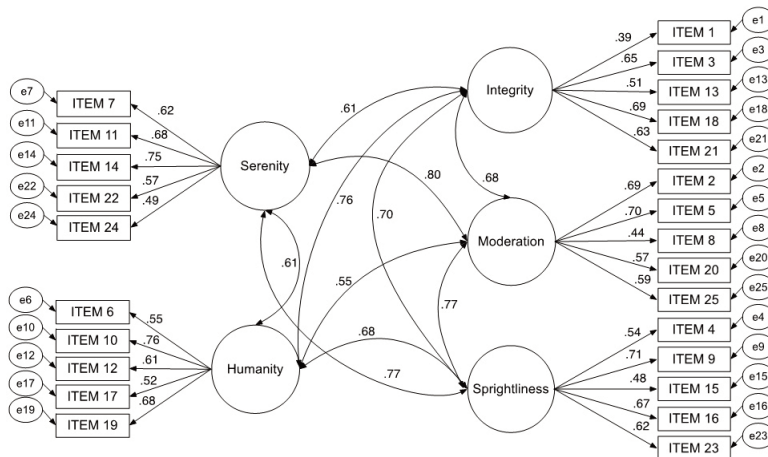 e7
ITEM 7
.62
e11
ITEM 11
.68
e14
ITEM 14
.75
e22
ITEM 22
.57
e24
ITEM 24
.49
Serenity
e6
ITEM 6
.55
e10
ITEM 10
.76
e12
ITEM 12
.61
e17
ITEM 17
.52
e19
ITEM 19
.68
Humanity
.61
.80
.76
.70
.68
.61
.55
.77
.68
.77
Integrity
.39
ITEM 1
e1
.65
ITEM 3
e3
.51
ITEM 13
e13
.69
ITEM 18
e18
.63
ITEM 21
e21
Moderation
.69
ITEM 2
e2
.70
ITEM 5
e5
.44
ITEM 8
e8
.57
ITEM 20
e20
.59
ITEM 25
e25
Sprightliness
.54
ITEM 4
e4
.71
ITEM 9
e9
.48
ITEM 15
e15
.67
ITEM 16
e16
.62
ITEM 23
e23